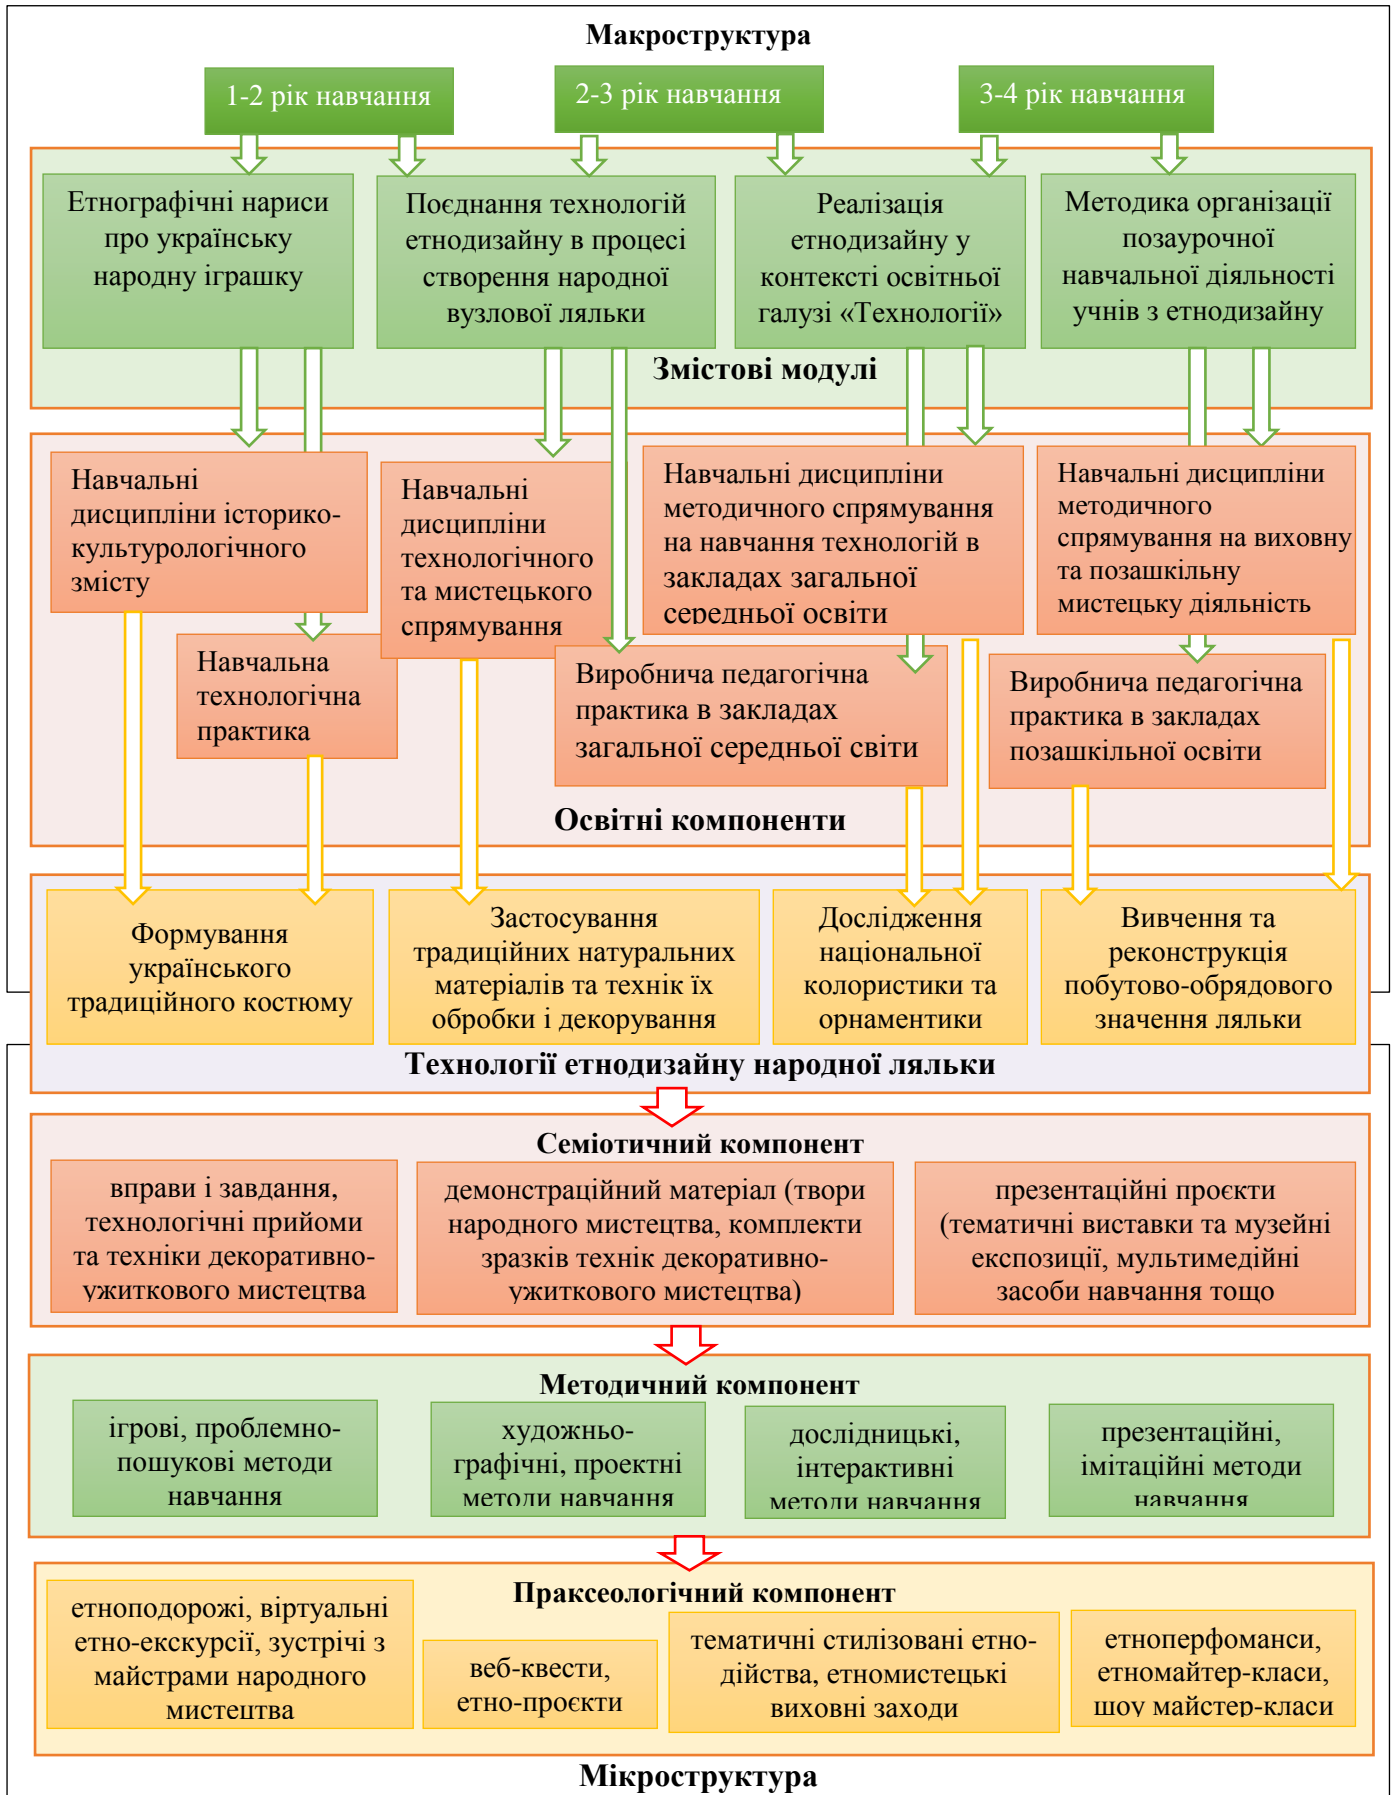 Макроструктура
1-2 рік навчання
2-3 рік навчання
3-4 рік навчання
Етнографічні нариси
про українську
народну іграшку
Поєднання технологій
етнодизайну в процесі
створення народної
вузлової ляльки
Реалізація
етнодизайну у
контексті освітньої
галузі «Технології»
Методика організації
позаурочної
навчальної діяльності
учнів з етнодизайну
Змістові модулі
Навчальні
дисципліни історико-
культурологічного
змісту
Навчальні
дисципліни
технологічного
та мистецького
спрямування
Навчальні дисципліни
методичного спрямування
на навчання технологій в
закладах загальної
середньої освіти
Навчальні дисципліни
методичного
спрямування на виховну
та позашкільну
мистецьку діяльність
Навчальна
технологічна
практика
Виробнича педагогічна
практика в закладах
загальної середньої світи
Виробнича педагогічна
практика в закладах
позашкільної освіти
Освітні компоненти
Формування
українського
традиційного костюму
Застосування
традиційних натуральних
матеріалів та технік їх
обробки і декорування
Дослідження
національної
колористики та
орнаментики
Вивчення та
реконструкція
побутово-обрядового
значення ляльки
Технології етнодизайну народної ляльки
Семіотичний компонент
вправи і завдання,
технологічні прийоми
та техніки декоративно-
ужиткового мистецтва
демонстраційний матеріал (твори
народного мистецтва, комплекти
зразків технік декоративно-
ужиткового мистецтва)
презентаційні проєкти
(тематичні виставки та музейні
експозиції, мультимедійні
засоби навчання тощо
Методичний компонент
ігрові, проблемно-
пошукові методи
навчання
художньо-
графічні, проектні
методи навчання
дослідницькі,
інтерактивні
методи навчання
презентаційні,
імітаційні методи
навчання
Праксеологічний компонент
етноподорожі, віртуальні
етно-екскурсії, зустрічі з
майстрами народного
мистецтва
веб-квести,
етно-проєкти
тематичні стилізовані етно-
дійства, етномистецькі
виховні заходи
етноперфоманси,
етномайтер-класи,
шоу майстер-класи
Мікроструктура